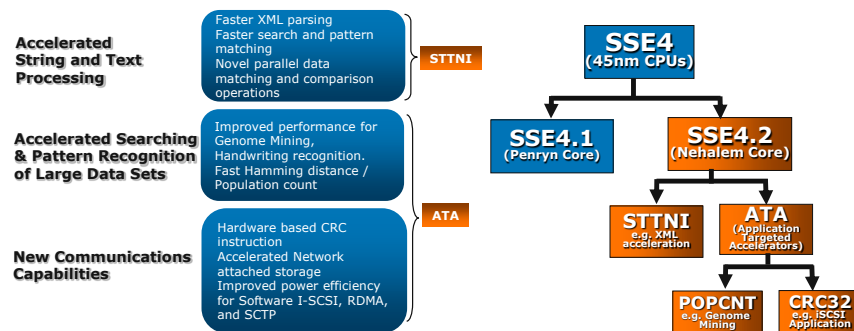 Accelerated
String and Text
Processing
Faster XML parsing
Faster search and pattern
matching
Novel parallel data
matching and comparison
operations
STTNI
Accelerated Searching
& Pattern Recognition
of Large Data Sets
Improved performance for
Genome Mining,
Handwriting recognition.
Fast Hamming distance /
Population count
ATA
New Communications
Capabilities
Hardware based CRC
instruction
Accelerated Network
attached storage
Improved power efficiency
for Software I-SCSI, RDMA,
and SCTP
SSE4
(45nm CPUs)
SSE4.1
(Penryn Core)
SSE4.2
(Nehalem Core)
STTNI
e.g. XML
acceleration
ATA
(Application
Targeted
Accelerators)
POPCNT
e.g. Genome
Mining
CRC32
e.g. iSCSI
Application